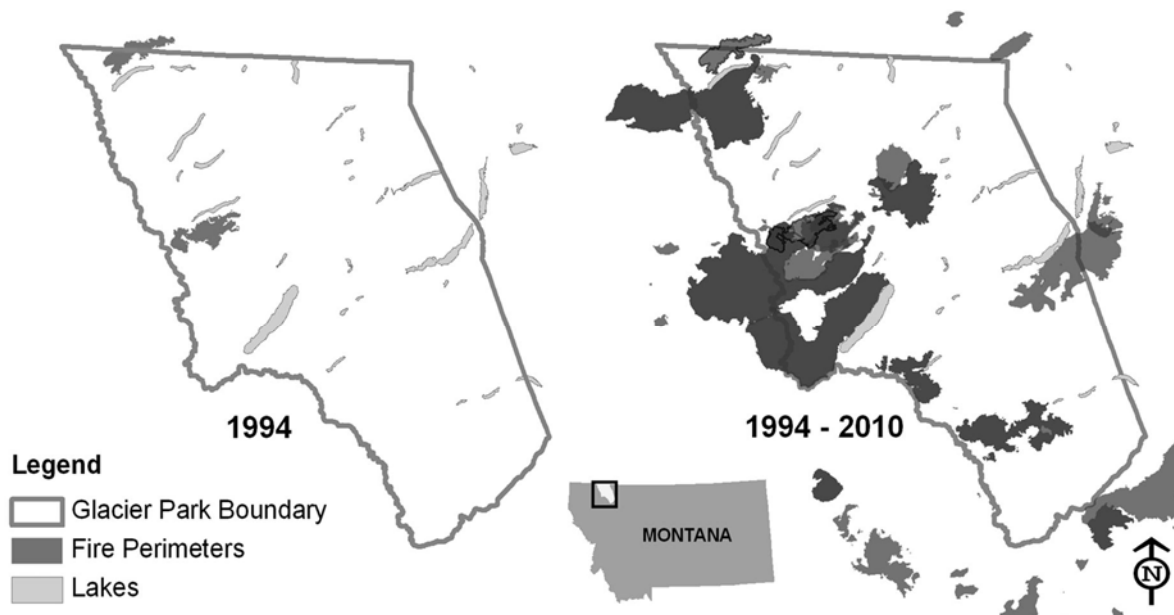 1994
1994 - 2010
Legend
Glacier Park Boundary
Fire Perimeters
Lakes
MONTANA
N